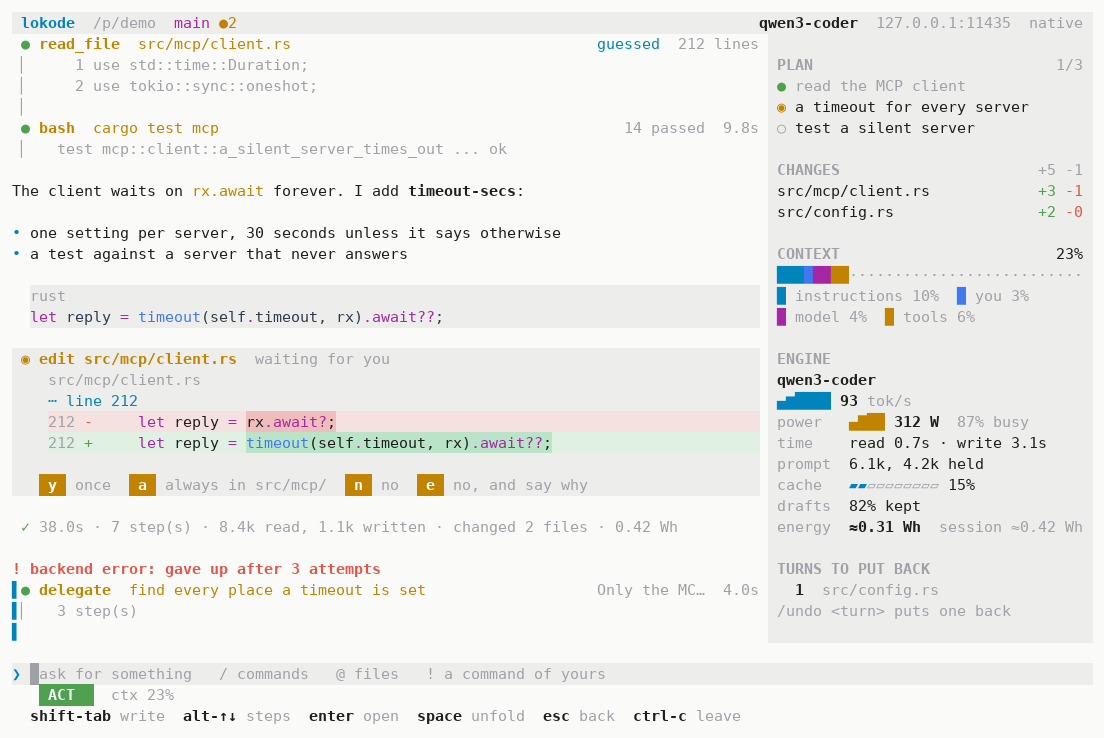 lokode  /p/demo  main ●2
qwen3-coder  127.0.0.1:11435  native
● read_file  src/mcp/client.rs  guessed  212 lines
1 use std::time::Duration;
2 use tokio::sync::oneshot;
● bash  cargo test mcp  14 passed  9.8s
test mcp::client::a_silent_server_times_out ... ok
The client waits on rx.await forever. I add timeout-secs:
• one setting per server, 30 seconds unless it says otherwise
• a test against a server that never answers
rust
let reply = timeout(self.timeout, rx).await??;
◉ edit src/mcp/client.rs  waiting for you
src/mcp/client.rs
┄ line 212
212 -     let reply = rx.await?;
212 +     let reply = timeout(self.timeout, rx).await??;
y once  a always in src/mcp/  n no  e no, and say why
✓ 38.0s · 7 step(s) · 8.4k read, 1.1k written · changed 2 files · 0.42 Wh
! backend error: gave up after 3 attempts
● delegate  find every place a timeout is set  Only the MC…  4.0s
3 step(s)
PLAN  1/3
● read the MCP client
◉ a timeout for every server
○ test a silent server
CHANGES  +5 -1
src/mcp/client.rs  +3 -1
src/config.rs  +2 -0
CONTEXT  23%
instructions 10%  you 3%
model 4%  tools 6%
ENGINE
qwen3-coder
93 tok/s
power  312 W  87% busy
time  read 0.7s · write 3.1s
prompt  6.1k, 4.2k held
cache  ▰▰▱▱▱▱▱▱▱▱ 15%
drafts  82% kept
energy  ≈0.31 Wh  session ≈0.42 Wh
TURNS TO PUT BACK
1  src/config.rs
/undo <turn> puts one back
❯ ask for something   / commands   @ files   ! a command of yours
ACT  ctx 23%
shift-tab write  alt-↑↓ steps  enter open  space unfold  esc back  ctrl-c leave